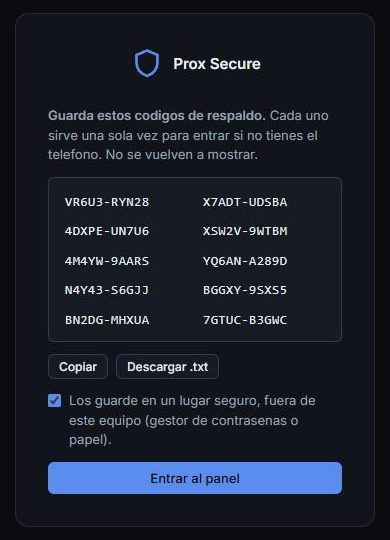 Prox Secure
Guarda estos codigos de respaldo. Cada uno
sirve una sola vez para entrar si no tienes el
telefono. No se vuelven a mostrar.
VR6U3-RYN28 X7ADT-UDSBA
4DXPE-UN7U6 XSW2V-9WTBM
4M4YW-9AARS YQ6AN-A289D
N4Y43-S6GJJ BGGXY-9SXS5
BN2DG-MHXUA 7GTUC-B3GWC
Copiar Descargar .txt
Los guarde en un lugar seguro, fuera de
este equipo (gestor de contrasenas o
papel).
Entrar al panel